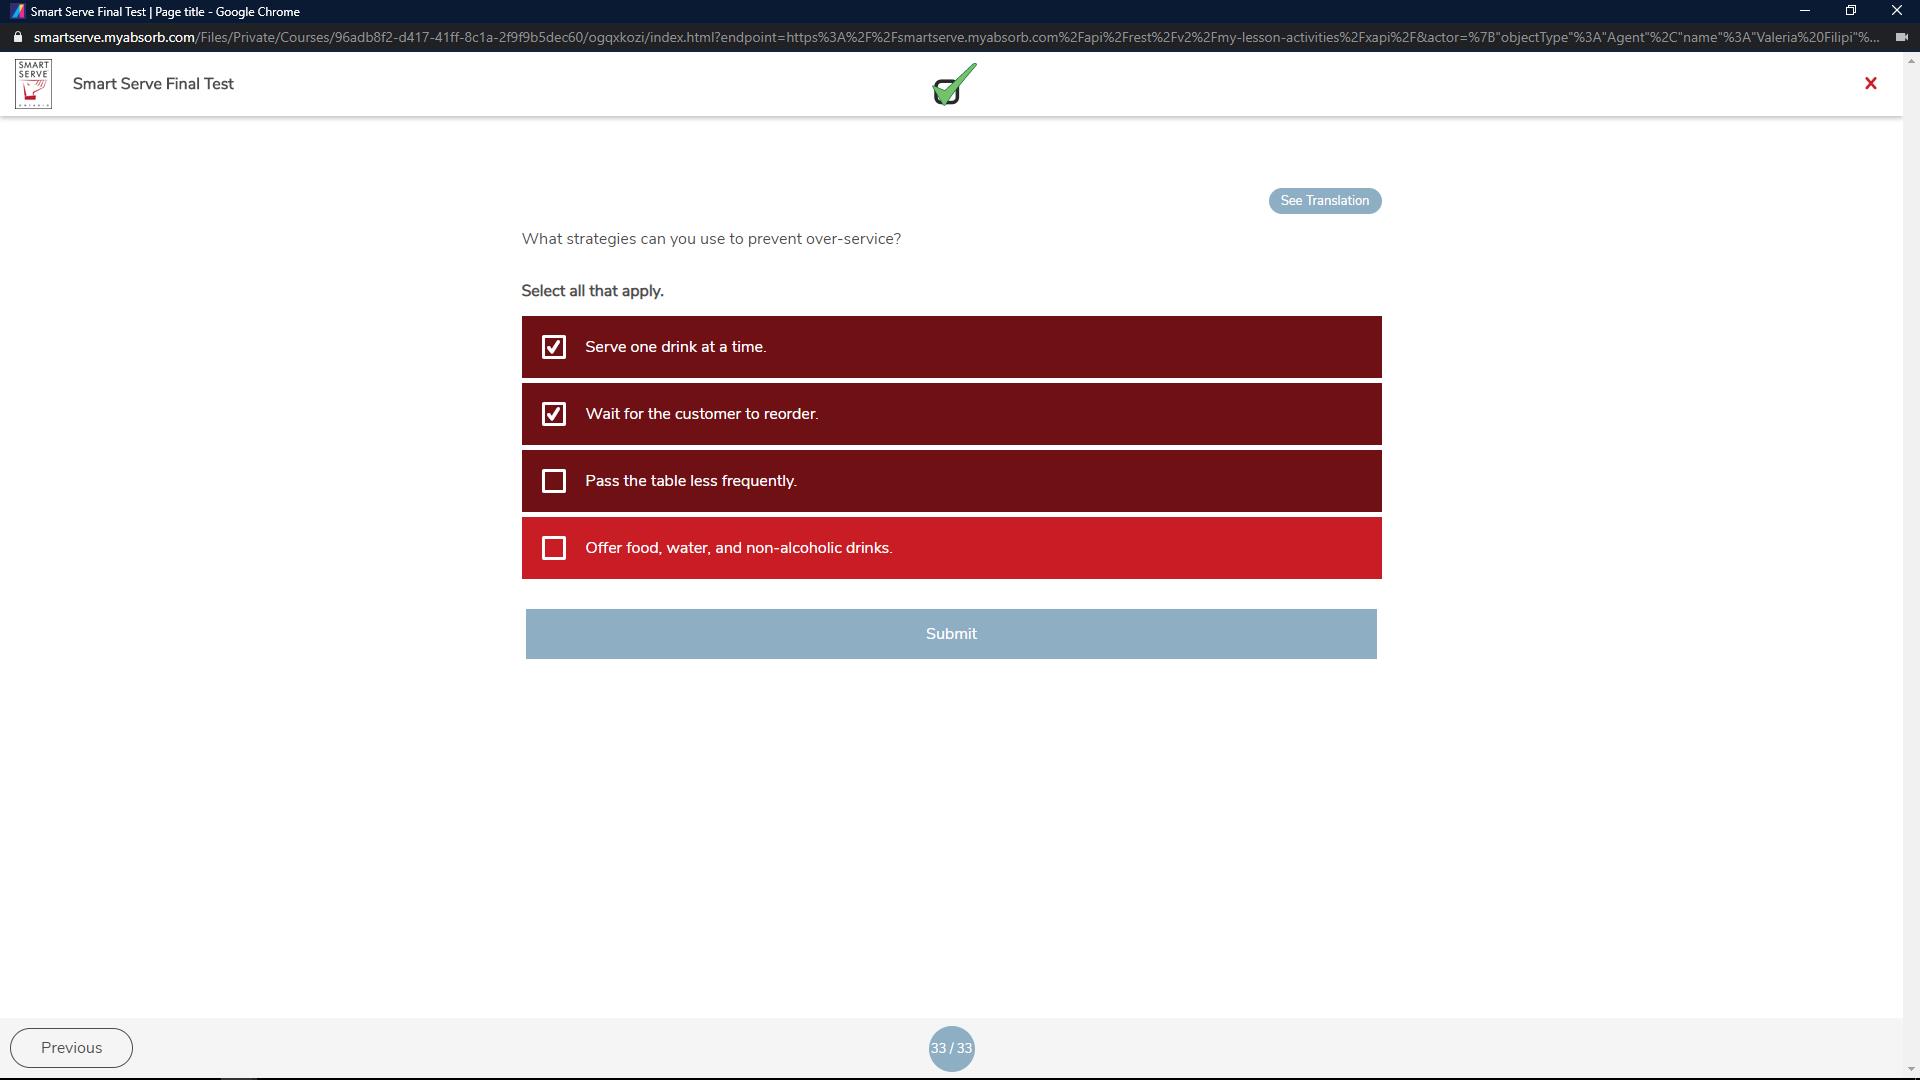 Smart Serve Final Test | Page title - Google Chrome
smartserve.myabsorb.com/Files/Private/Courses/96adb8f2-d417-41ff-8c1a-2f9f9b5dec60/ogqxkozi/index.html?endpoint=https%3A%2F%2Fsmartserve.myabsorb.com%2Fapi%2Frest%2Fv2%2Fmy-lesson-activities%2Fxapi%2F&actor=%7B"objectType"%3A"Agent"%2C"name"%3A"Valeria%20Filipi"%...
SMART
SERVE
Smart Serve Final Test
See Translation
What strategies can you use to prevent over-service?
Select all that apply.
Serve one drink at a time.
Wait for the customer to reorder.
Pass the table less frequently.
Offer food, water, and non-alcoholic drinks.
Submit
Previous
33 / 33